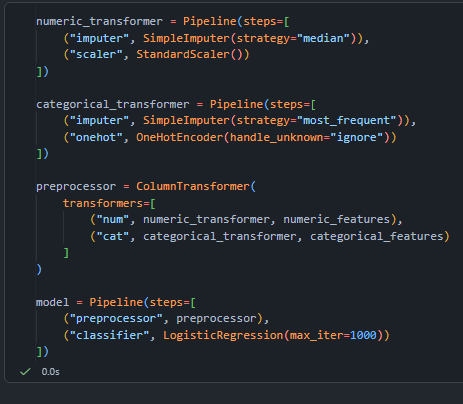 numeric_transformer = Pipeline(steps=[
    ("imputer", SimpleImputer(strategy="median")),
    ("scaler", StandardScaler())
])

categorical_transformer = Pipeline(steps=[
    ("imputer", SimpleImputer(strategy="most_frequent")),
    ("onehot", OneHotEncoder(handle_unknown="ignore"))
])

preprocessor = ColumnTransformer(
    transformers=[
        ("num", numeric_transformer, numeric_features),
        ("cat", categorical_transformer, categorical_features)
    ]
)

model = Pipeline(steps=[
    ("preprocessor", preprocessor),
    ("classifier", LogisticRegression(max_iter=1000))
])
0.0s